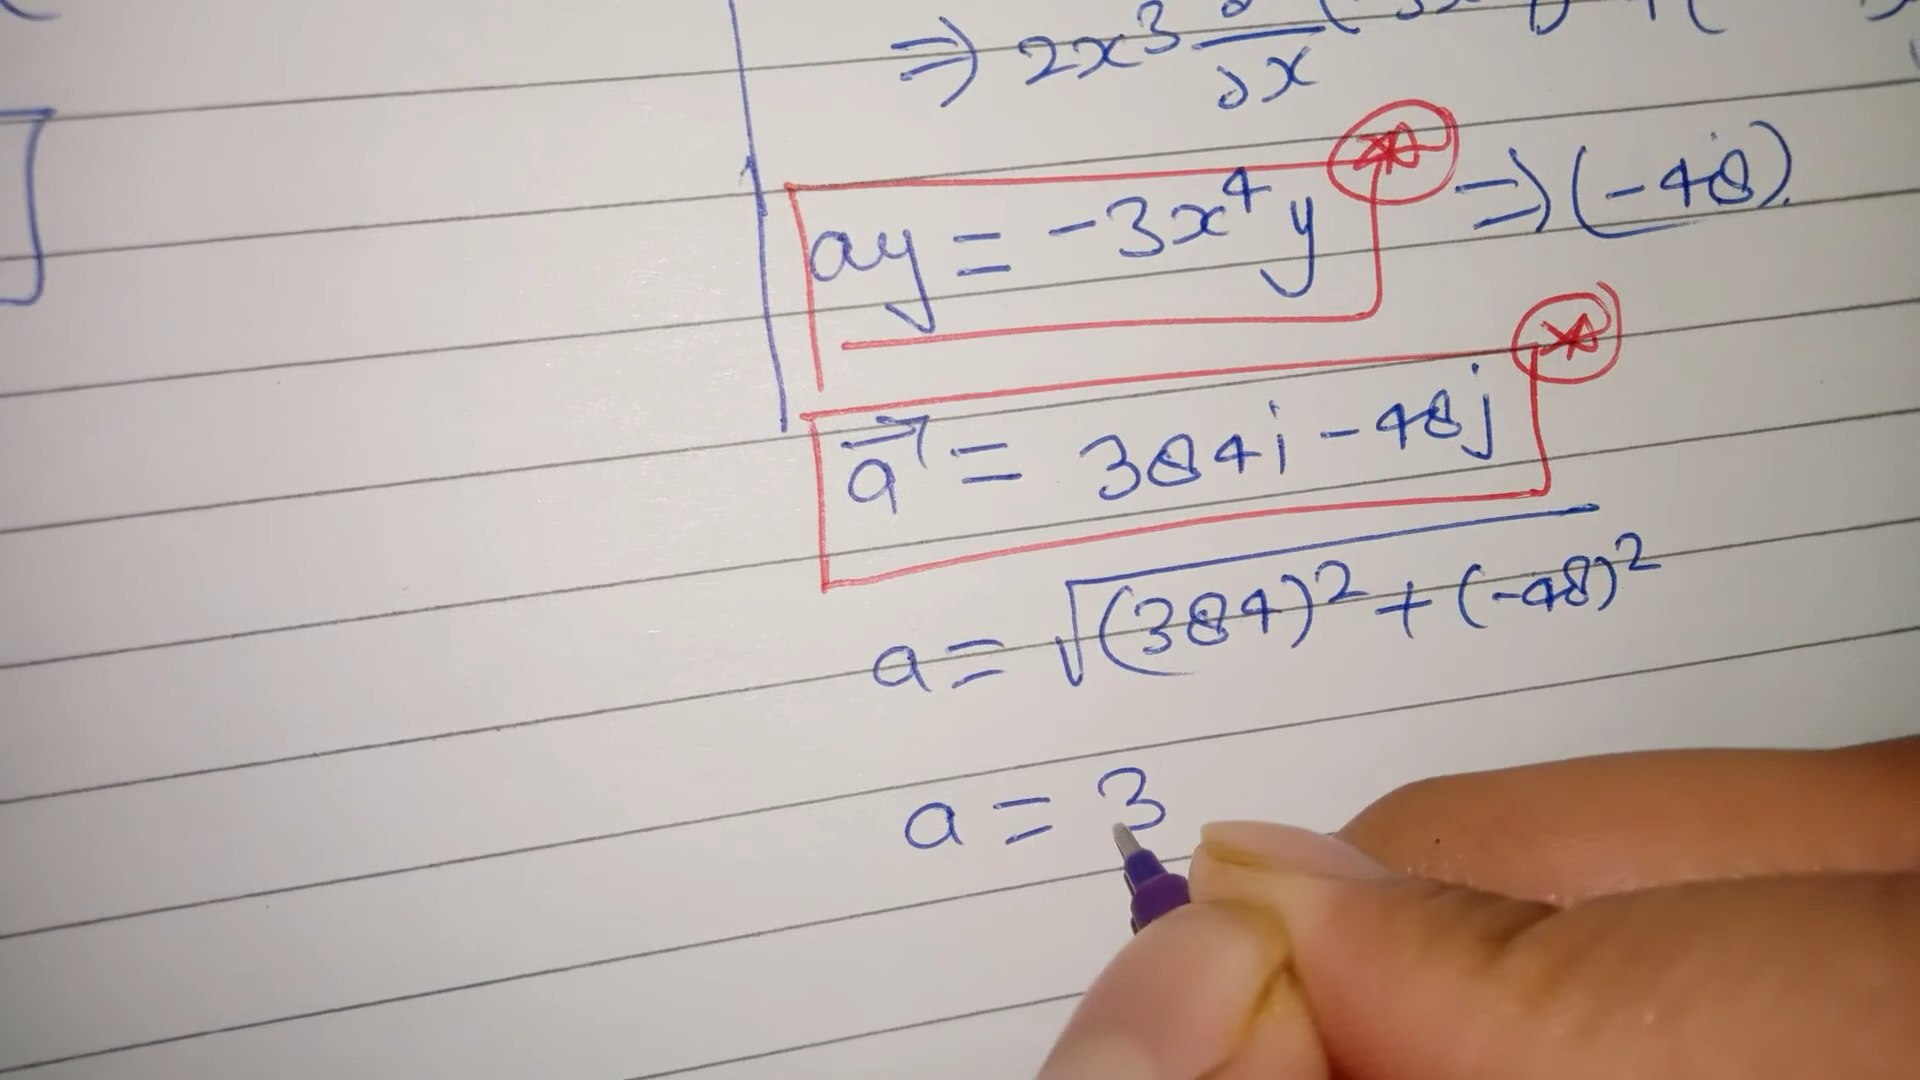 ⇒ 2x³ ∂/∂x
ay = -3x⁴y ⇒ (-48).
a⃗ = 384i - 48j
a = √(384)² + (-48)²
a = 3